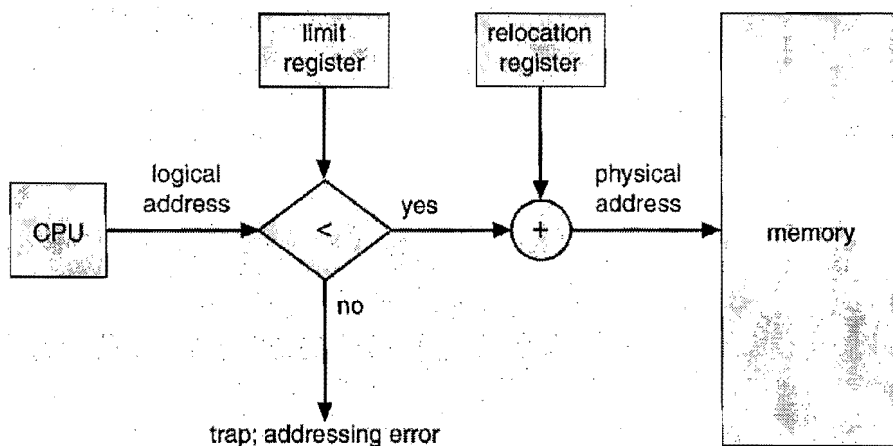 limit
register
relocation
register
logical
address
physical
address
CPU
<
yes
+
memory
no
trap; addressing error